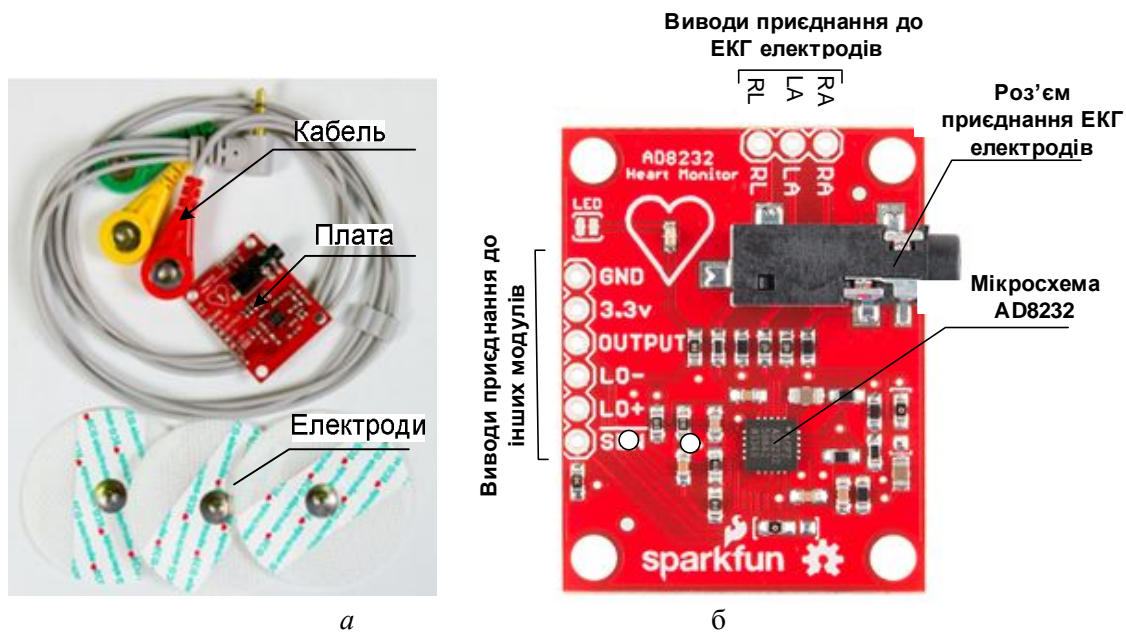 Виводи приєднання до
ЕКГ електродів
RL
LA
RA
Роз’єм
приєднання ЕКГ
електродів
Мікросхема
AD8232
Кабель
Плата
Електроди
Виводи приєднання до
інших модулів
AD8232
Heart Monitor
RL
LA
RA
LED
GND
3.3v
OUTPUT
LO-
LO+
sparkfun
а
б